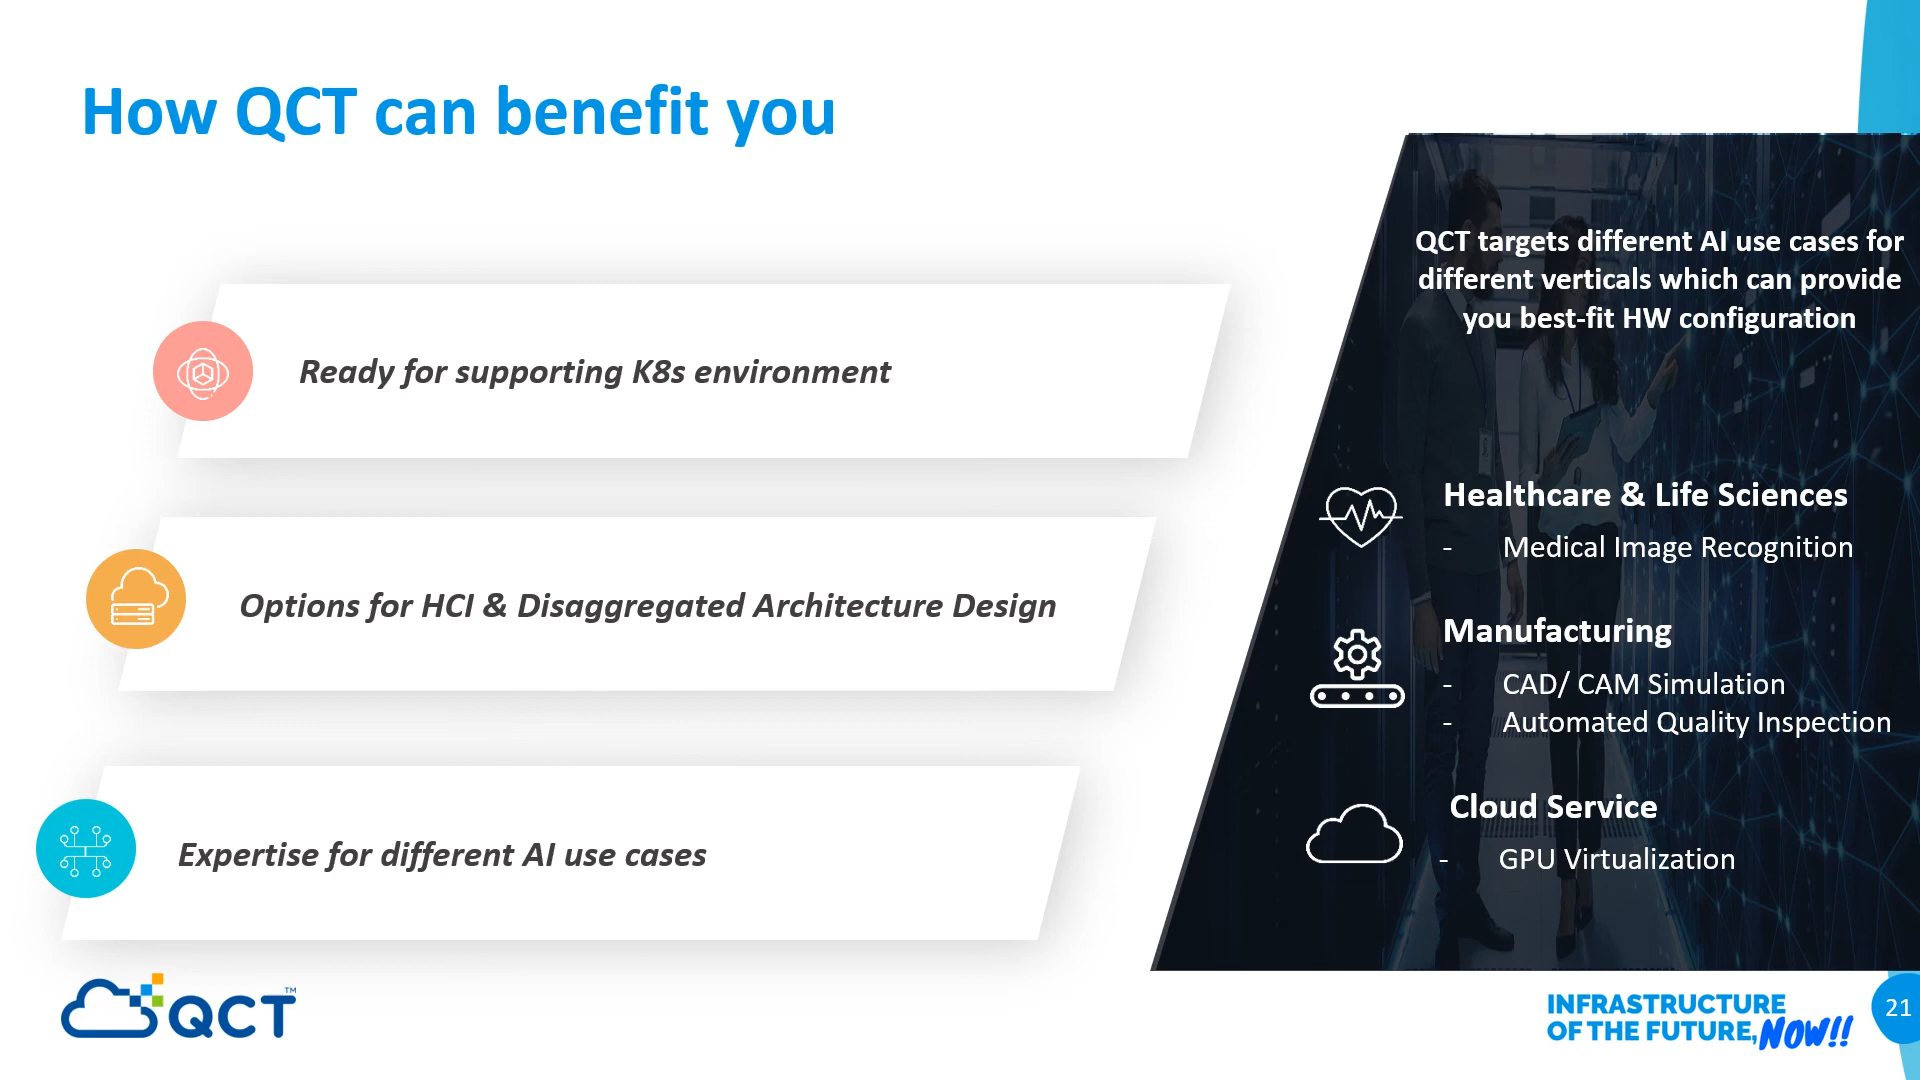 How QCT can benefit you
Ready for supporting K8s environment
Options for HCI & Disaggregated Architecture Design
Expertise for different AI use cases
QCT targets different AI use cases for
different verticals which can provide
you best-fit HW configuration
Healthcare & Life Sciences
- Medical Image Recognition
Manufacturing
- CAD/ CAM Simulation
- Automated Quality Inspection
Cloud Service
- GPU Virtualization
QCT™
INFRASTRUCTURE
OF THE FUTURE, NOW!!
21